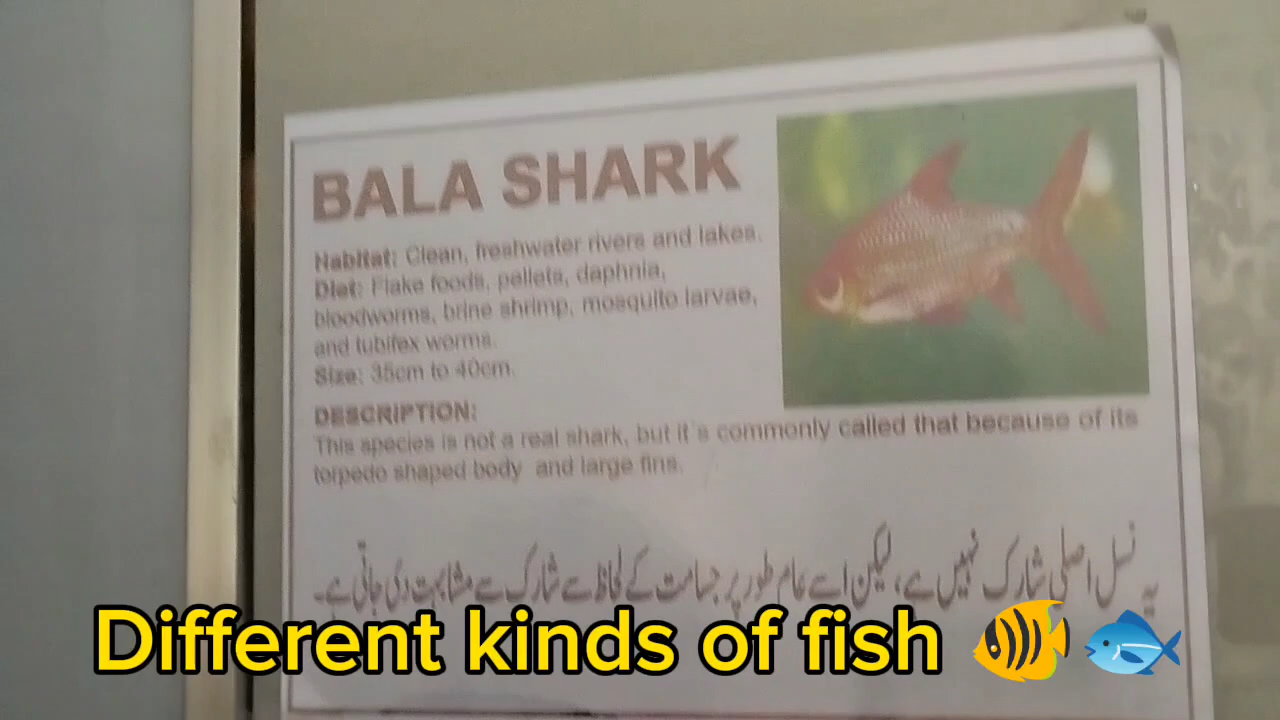 BALA SHARK
Habitat: Clean, freshwater rivers and lakes.
Diet: Flake foods, pellets, daphnia,
bloodworms, brine shrimp, mosquito larvae,
and tubifex worms.
Size: 35cm to 40cm.
DESCRIPTION:
This species is not a real shark, but it's commonly called that because of its
torpedo shaped body and large fins.
یہ نسل اصلی شارک نہیں ہے، لیکن اسے عام طور پر جسامت کے لحاظ سے شارک سے مشابہت دی جاتی ہے۔
Different kinds of fish 🐠🐟